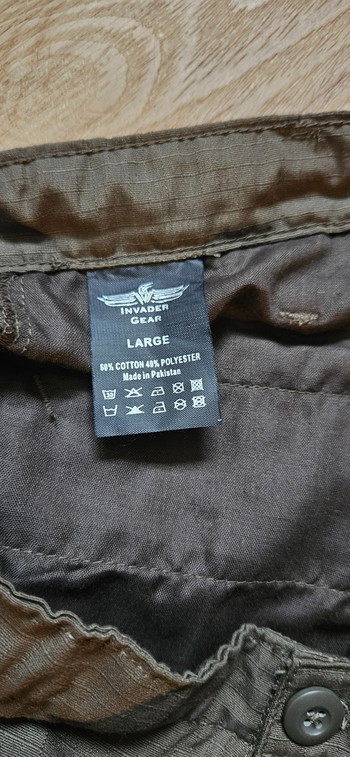 INVADER
GEAR
LARGE
60% COTTON 40% POLYESTER
Made in Pakistan